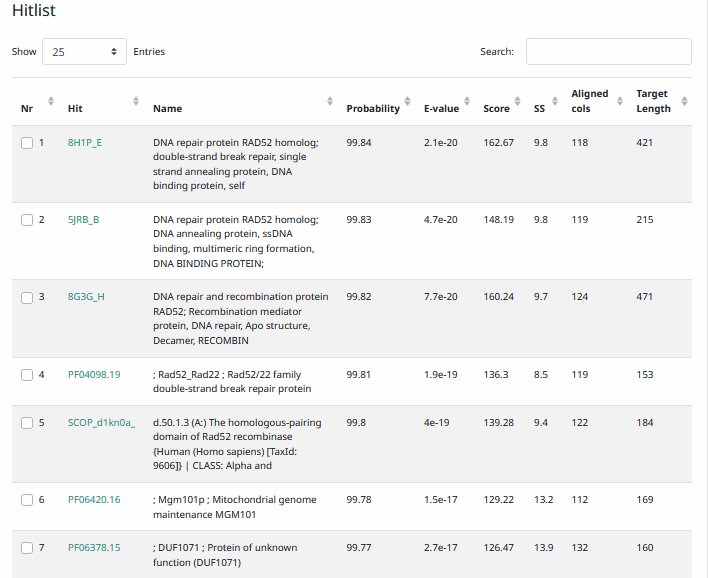 Hitlist
Show 25 Entries Search:
Nr Hit Name Probability E-value Score SS Aligned cols Target Length
1 8H1P_E DNA repair protein RAD52 homolog; 99.84 2.1e-20 162.67 9.8 118 421
double-strand break repair, single
strand annealing protein, DNA
binding protein, self
2 5JRB_B DNA repair protein RAD52 homolog; 99.83 4.7e-20 148.19 9.8 119 215
DNA annealing protein, ssDNA
binding, multimeric ring formation,
DNA BINDING PROTEIN;
3 8G3G_H DNA repair and recombination protein 99.82 7.7e-20 160.24 9.7 124 471
RAD52; Recombination mediator
protein, DNA repair, Apo structure,
Decamer, RECOMBIN
4 PF04098.19 ; Rad52_Rad22 ; Rad52/22 family 99.81 1.9e-19 136.3 8.5 119 153
double-strand break repair protein
5 SCOP_d1kn0a_ d.50.1.3 (A:) The homologous-pairing 99.8 4e-19 139.28 9.4 122 184
domain of Rad52 recombinase
{Human (Homo sapiens) [TaxId:
9606]} | CLASS: Alpha and
6 PF06420.16 ; Mgm101p ; Mitochondrial genome 99.78 1.5e-17 129.22 13.2 112 169
maintenance MGM101
7 PF06378.15 ; DUF1071 ; Protein of unknown 99.77 2.7e-17 126.47 13.9 132 160
function (DUF1071)